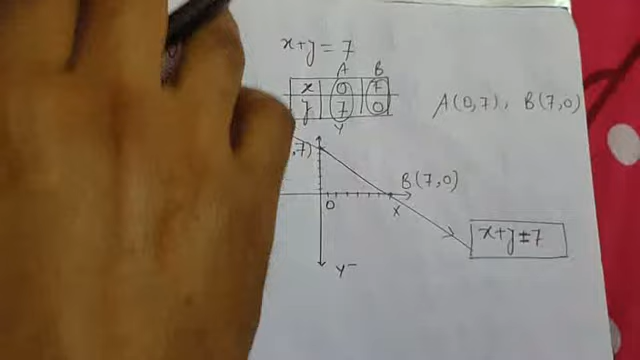 x+y = 7
A B
x 0 7
y 7 0
A(0,7), B(7,0)
Y
,7)
B(7,0)
0
X
x+y=7
Y⁻